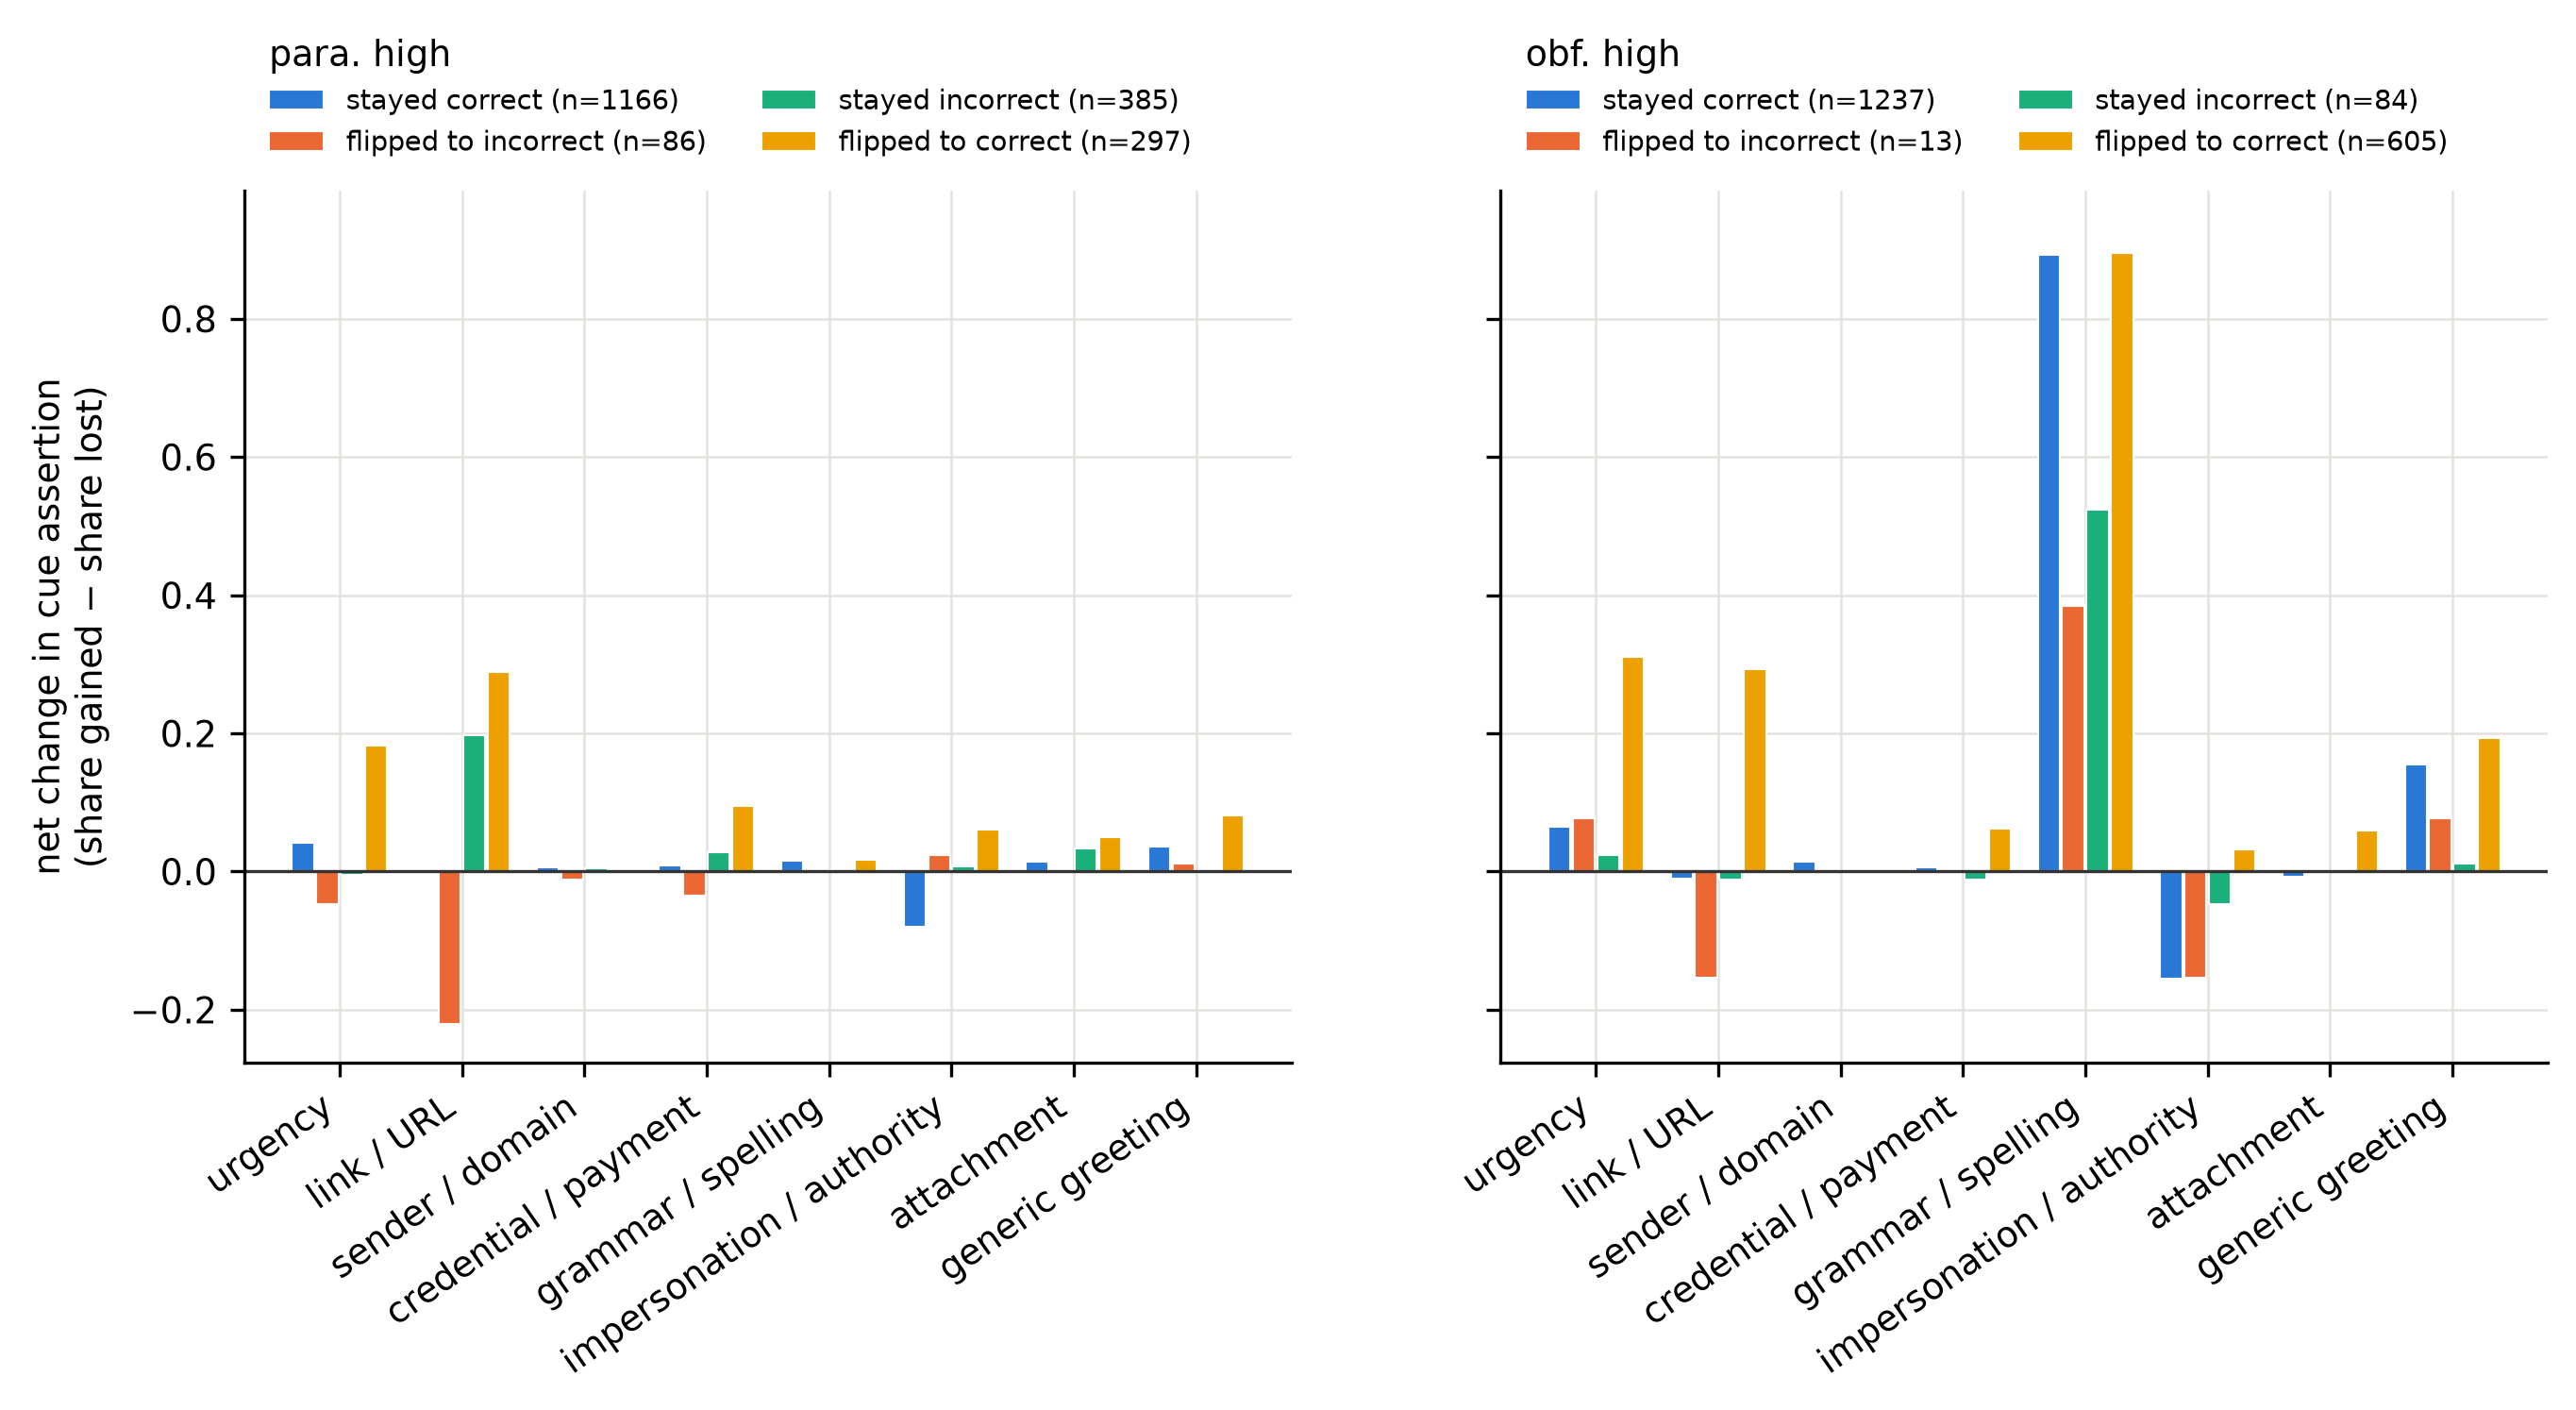 para. high
stayed correct (n=1166)
flipped to incorrect (n=86)
stayed incorrect (n=385)
flipped to correct (n=297)
obf. high
stayed correct (n=1237)
flipped to incorrect (n=13)
stayed incorrect (n=84)
flipped to correct (n=605)
net change in cue assertion
(share gained − share lost)
0.8
0.6
0.4
0.2
0.0
−0.2
urgency
link / URL
sender / domain
credential / payment
grammar / spelling
impersonation / authority
attachment
generic greeting
urgency
link / URL
sender / domain
credential / payment
grammar / spelling
impersonation / authority
attachment
generic greeting